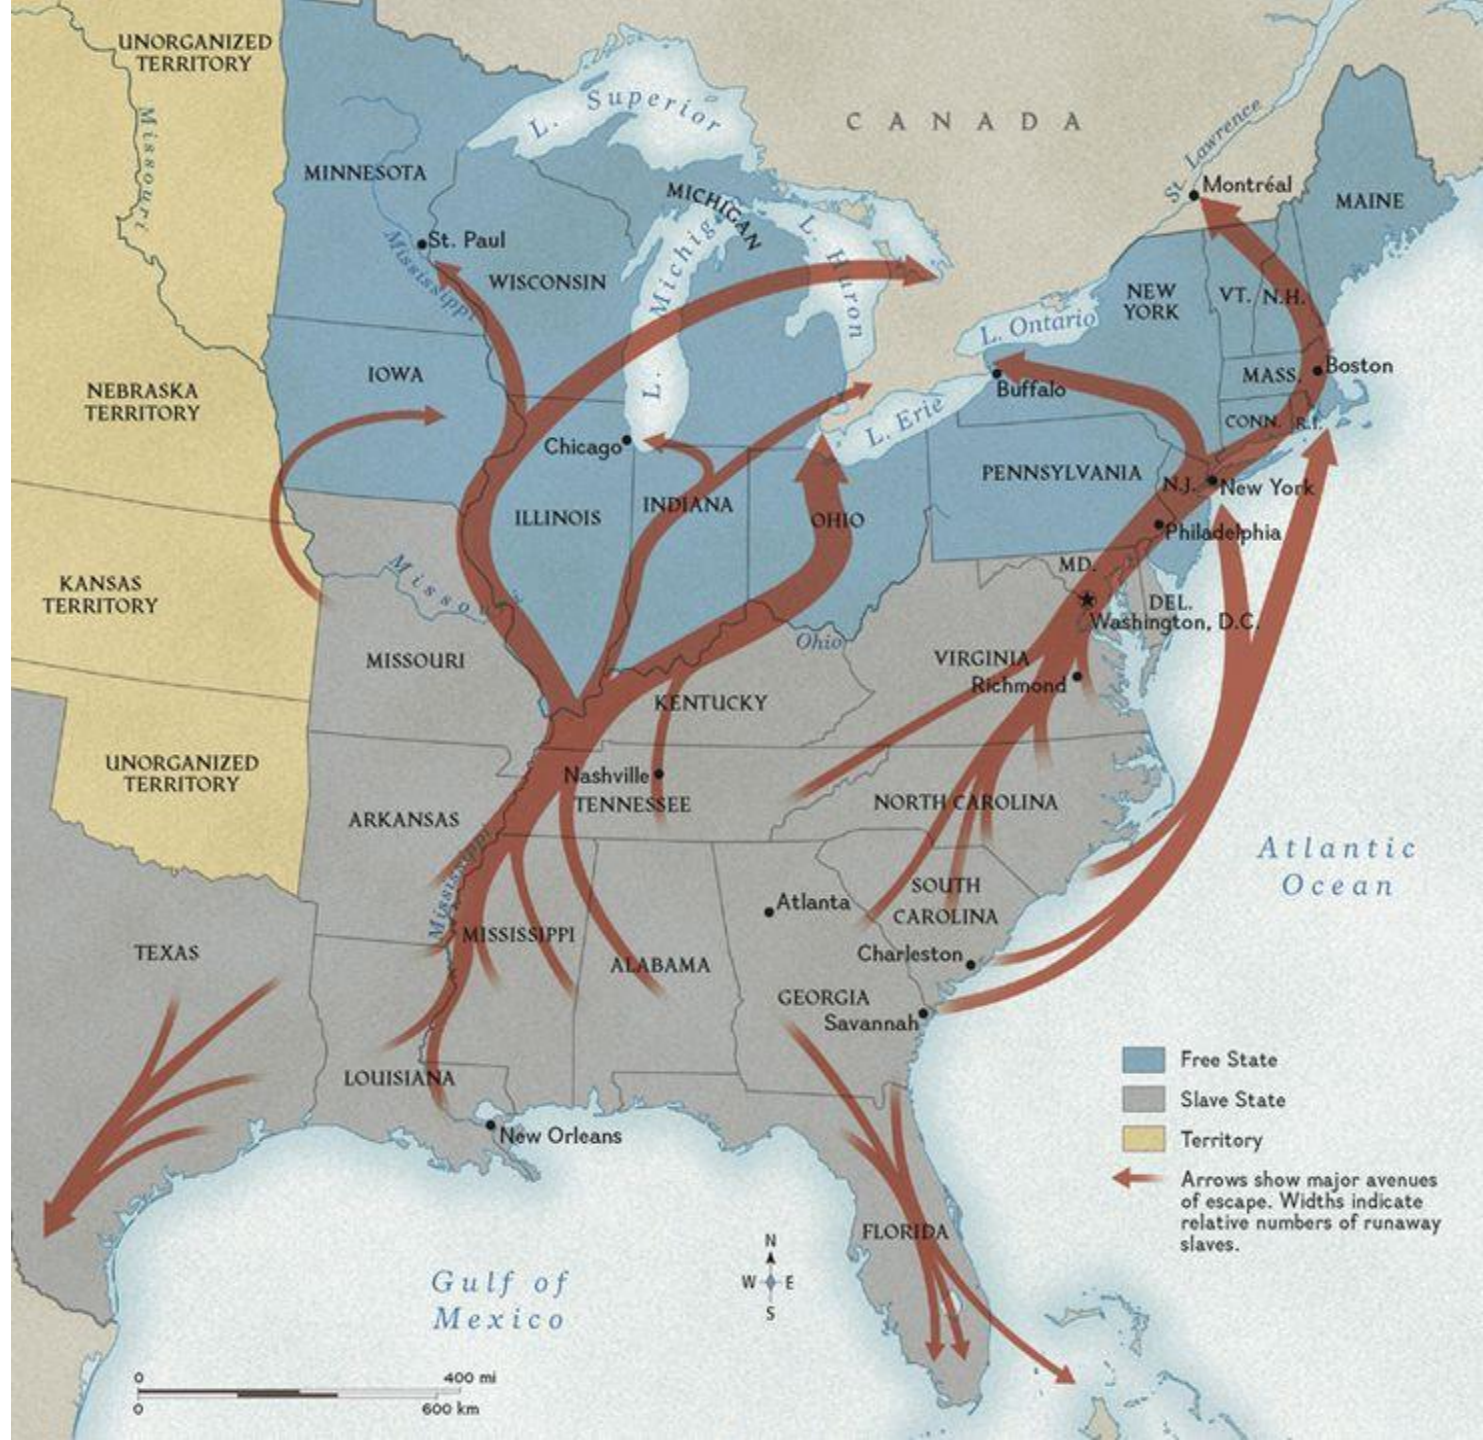 UNORGANIZED
TERRITORY
Missouri
MINNESOTA
St. Paul
Mississippi
L. Superior
MICHIGAN
WISCONSIN
L. Michigan
L. Huron
CANADA
St. Lawrence
Montréal
MAINE
NEW
YORK
VT.
N.H.
L. Ontario
Buffalo
MASS.
Boston
CONN.
R.I.
L. Erie
IOWA
NEBRASKA
TERRITORY
Chicago
ILLINOIS
INDIANA
OHIO
PENNSYLVANIA
N.J.
New York
Philadelphia
MD.
DEL.
Washington, D.C.
KANSAS
TERRITORY
Missouri
MISSOURI
Ohio
VIRGINIA
Richmond
KENTUCKY
UNORGANIZED
TERRITORY
Nashville
TENNESSEE
NORTH CAROLINA
ARKANSAS
Mississippi
MISSISSIPPI
ALABAMA
Atlanta
SOUTH
CAROLINA
Charleston
GEORGIA
Savannah
Atlantic
Ocean
TEXAS
LOUISIANA
New Orleans
FLORIDA
Gulf of
Mexico
N
W E
S
0 400 mi
0 600 km
Free State
Slave State
Territory
Arrows show major avenues
of escape. Widths indicate
relative numbers of runaway
slaves.